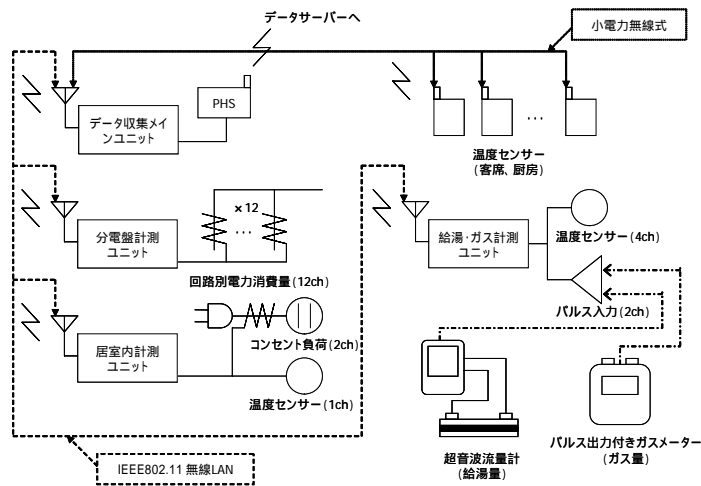 データサーバーへ
小電力無線式
PHS
データ収集メイ
ンユニット
…
温度センサー
(客席、厨房)
×12
…
分電盤計測
ユニット
回路別電力消費量(12ch)
給湯・ガス計測
ユニット
温度センサー(4ch)
パルス入力(2ch)
コンセント負荷(2ch)
居室内計測
ユニット
温度センサー(1ch)
超音波流量計
(給湯量)
パルス出力付きガスメーター
(ガス量)
IEEE802.11 無線LAN